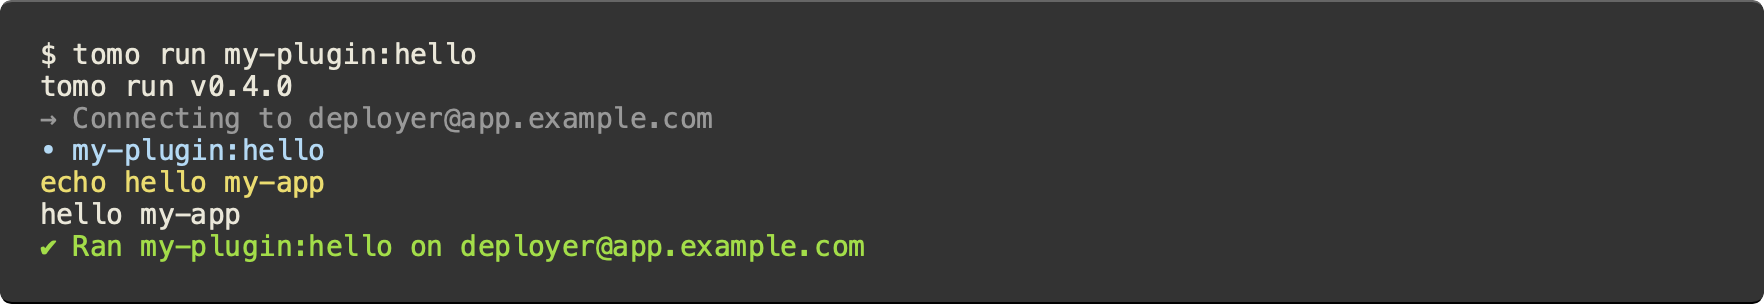 $ tomo run my-plugin:hello
tomo run v0.4.0
→ Connecting to deployer@app.example.com
• my-plugin:hello
echo hello my-app
hello my-app
✔ Ran my-plugin:hello on deployer@app.example.com